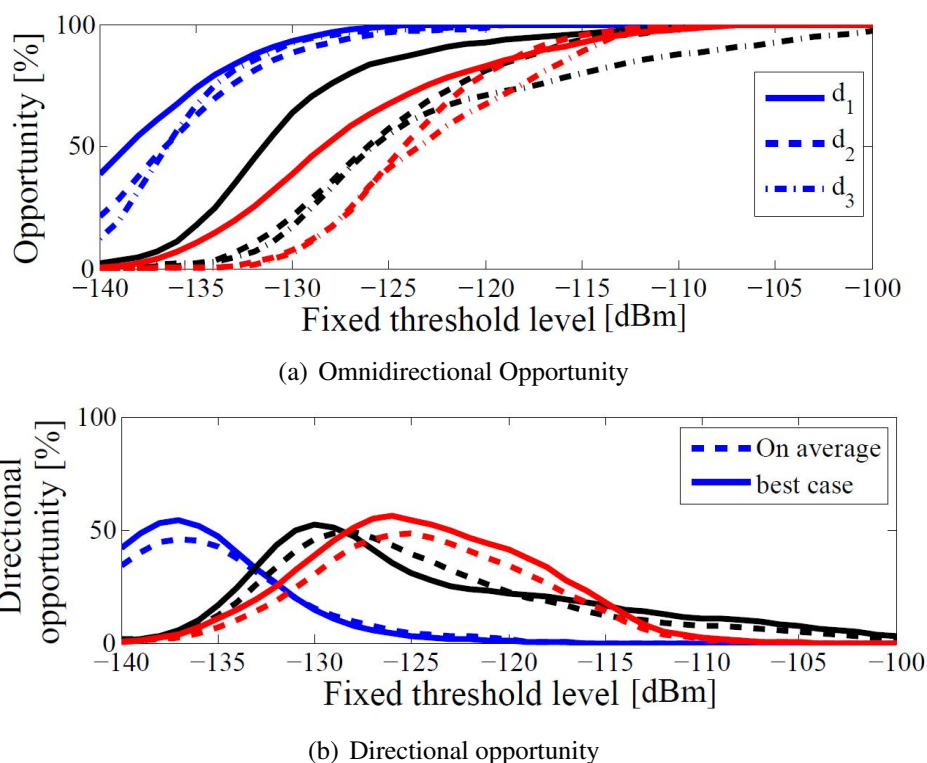 Opportunity [%]
100
50
0
d1
d2
d3
−140 −135 −130 −125 −120 −115 −110 −105 −100
Fixed threshold level [dBm]
(a) Omnidirectional Opportunity
Directional
opportunity [%]
100
50
0
On average
best case
−140 −135 −130 −125 −120 −115 −110 −105 −100
Fixed threshold level [dBm]
(b) Directional opportunity